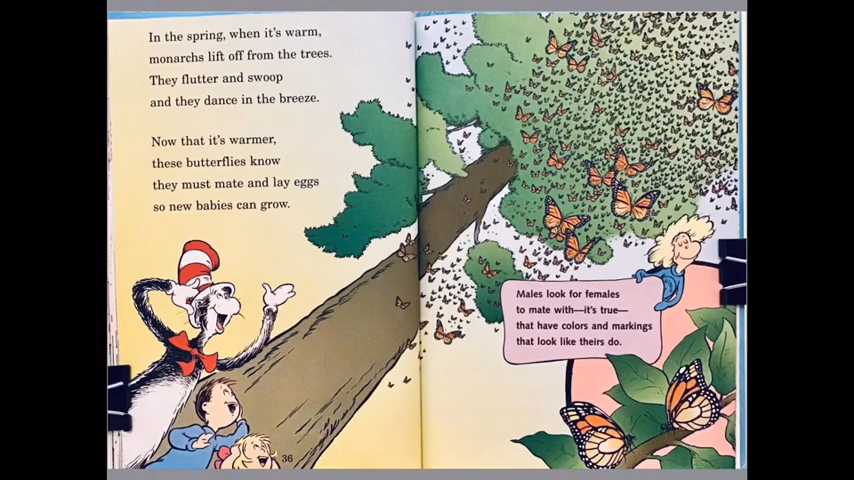 In the spring, when it's warm,
monarchs lift off from the trees.
They flutter and swoop
and they dance in the breeze.
Now that it's warmer,
these butterflies know
they must mate and lay eggs
so new babies can grow.
36
Males look for females
to mate with—it's true—
that have colors and markings
that look like theirs do.